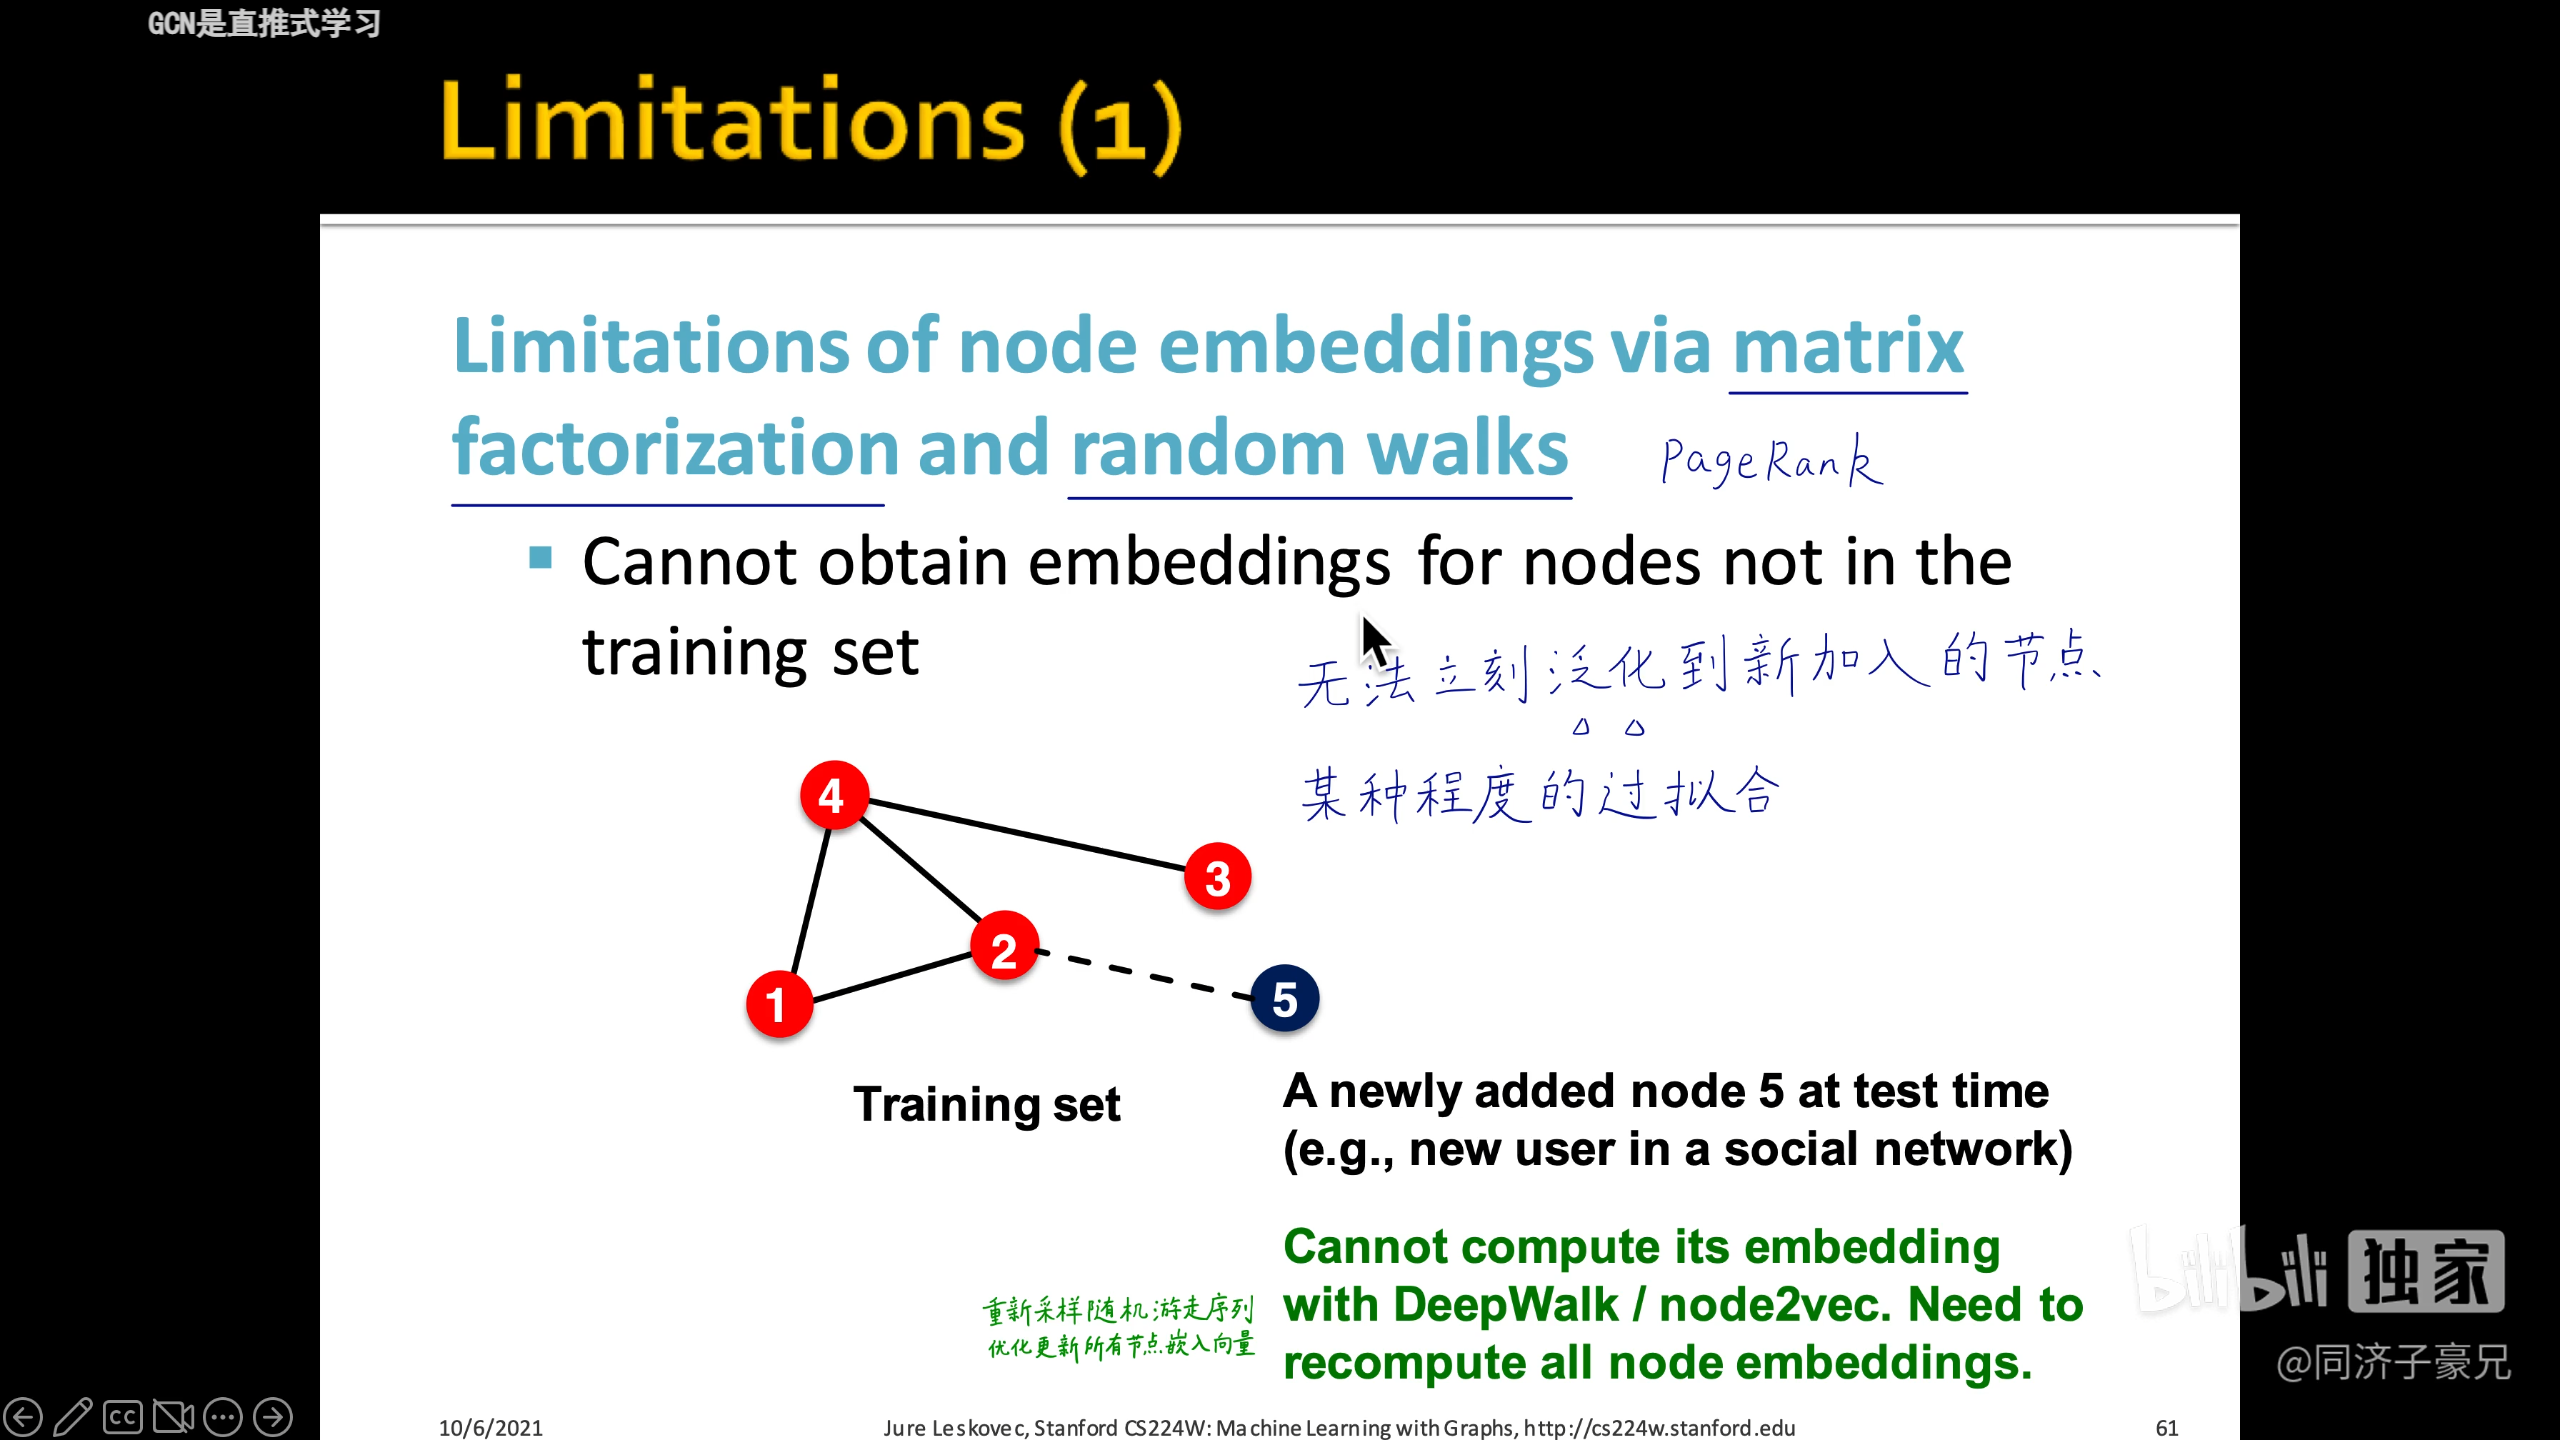 GCN是直推式学习
Limitations (1)
Limitations of node embeddings via matrix
factorization and random walks
PageRank
Cannot obtain embeddings for nodes not in the
training set
无法立刻泛化到新加入的节点
某种程度的过拟合
4
3
2
1
5
Training set
A newly added node 5 at test time
(e.g., new user in a social network)
Cannot compute its embedding
with DeepWalk / node2vec. Need to
recompute all node embeddings.
重新采样随机游走序列
优化更新所有节点嵌入向量
bilibili 独家
@同济子豪兄
CC
10/6/2021
Jure Leskovec, Stanford CS224W: Machine Learning with Graphs, http://cs224w.stanford.edu
61